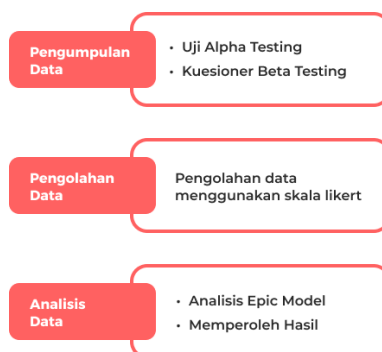 Pengumpulan
Data
• Uji Alpha Testing
• Kuesioner Beta Testing
Pengolahan
Data
Pengolahan data
menggunakan skala likert
Analisis
Data
• Analisis Epic Model
• Memperoleh Hasil